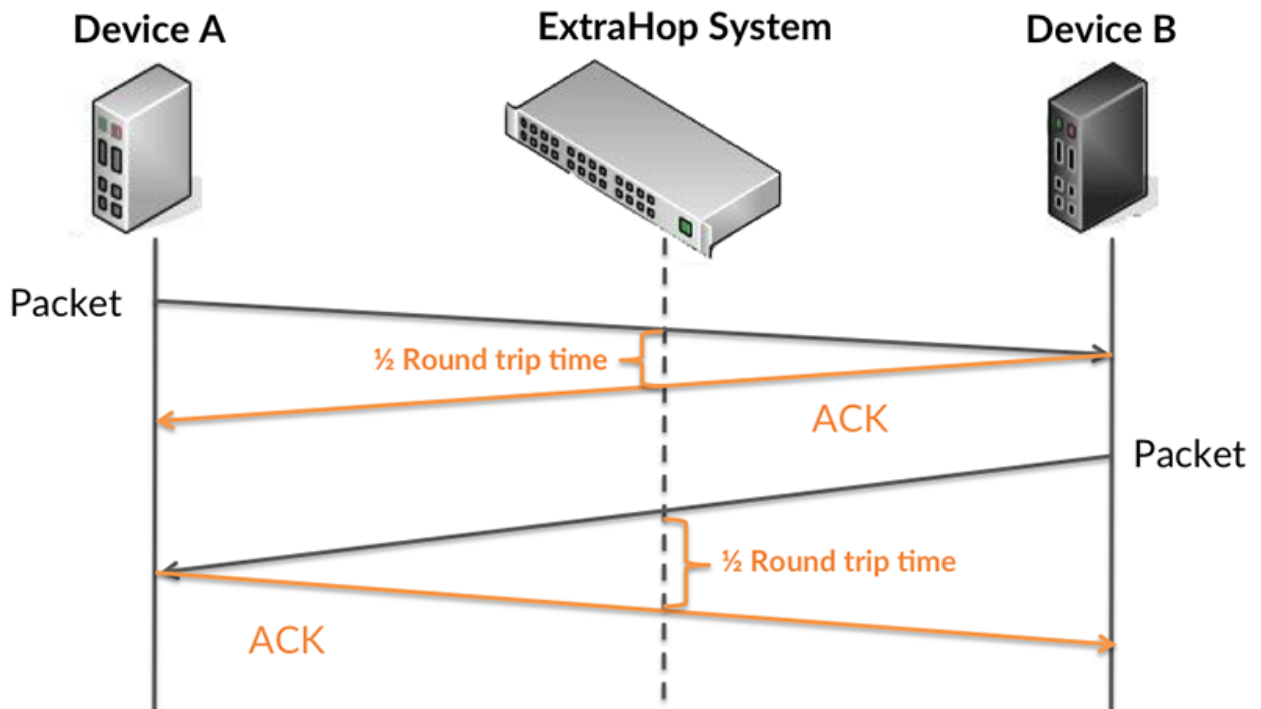 Device A
ExtraHop System
Device B
Packet
½ Round trip time
ACK
Packet
½ Round trip time
ACK